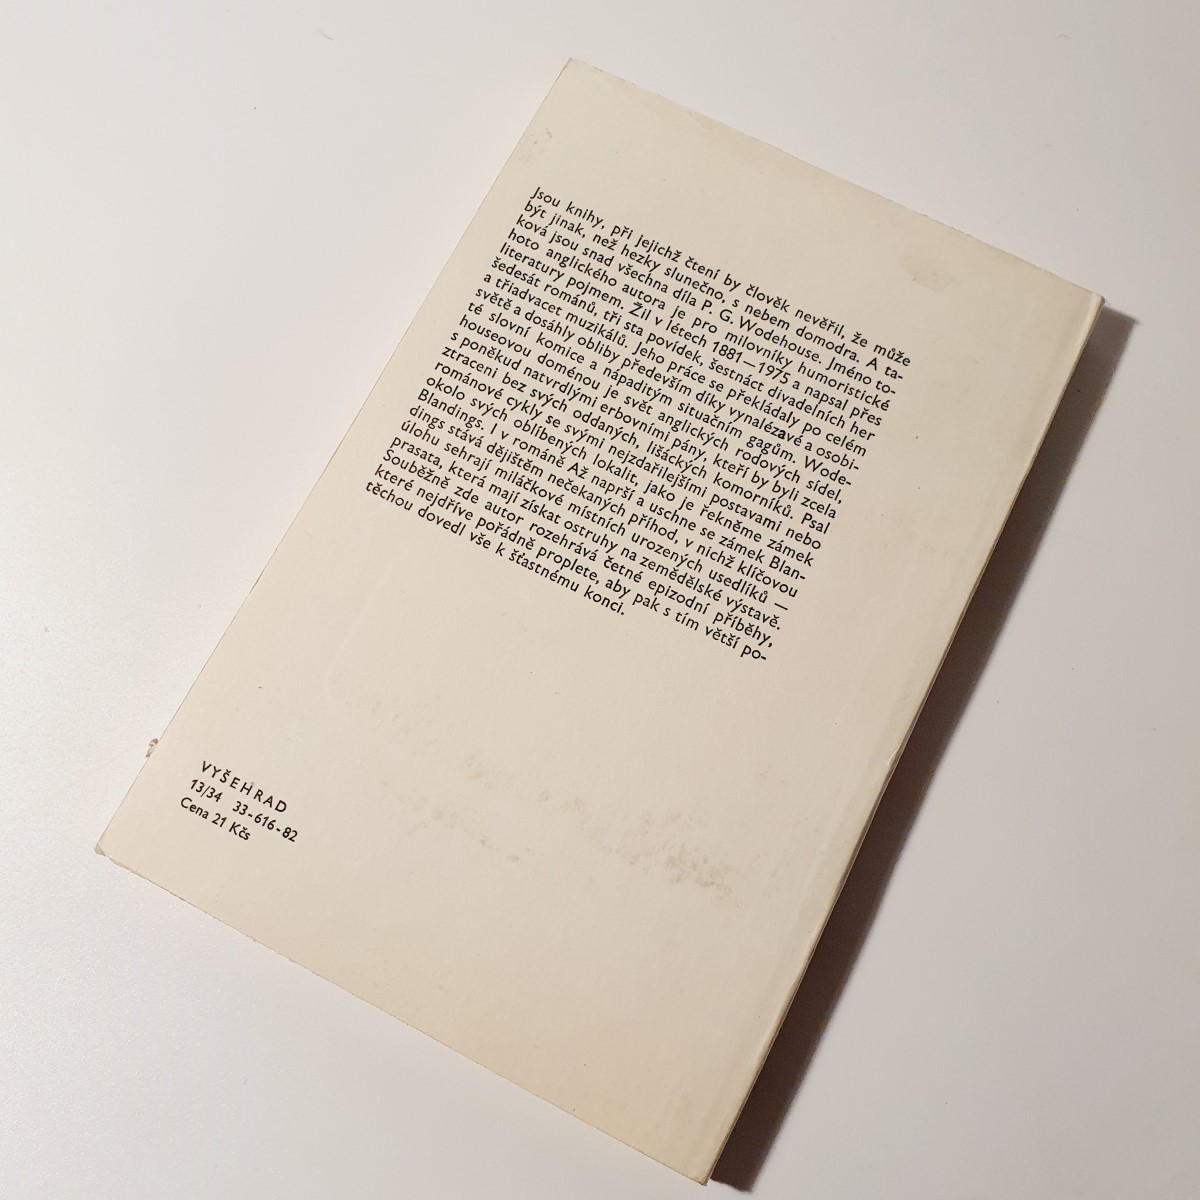 Jsou knihy, při jejichž čtení by člověk nevěřil, že může
být jinak, než hezky slunečno, s nebem domodra. A ta-
ková jsou snad všechna díla P. G. Wodehouse. Jméno to-
hoto anglického autora je pro milovníky humoristické
literatury pojmem. Žil v létech 1881—1975 a napsal přes
šedesát románů, tři sta povídek, šestnáct divadelních her
a třiadvacet muzikálů. Jeho práce se překládaly po celém
světě a dosáhly obliby především díky vynalézavé a osobi-
té slovní komice a nápaditým situačním gagům. Wode-
houseovou doménou je svět anglických rodových sídel,
s poněkud natvrdlými erbovními pány, kteří by byli zcela
ztraceni bez svých oddaných, lišáckých komorníků. Psal
románové cykly se svými nejzdařilejšími postavami nebo
okolo svých oblíbených lokalit, jako je řekněme zámek
Blandings. I v románě Až naprší a uschne se zámek Blan-
dings stává dějištěm nečekaných příhod, v nichž klíčovou
úlohu sehrají miláčkové místních urozených usedlíků —
prasata, která mají získat ostruhy na zemědělské výstavě.
Souběžně zde autor rozehrává četné epizodní příběhy,
které nejdříve pořádně proplete, aby pak s tím větší po-
těchou dovedl vše k šťastnému konci.
VYŠEHRAD
13/34 33-616-82
Cena 21 Kčs